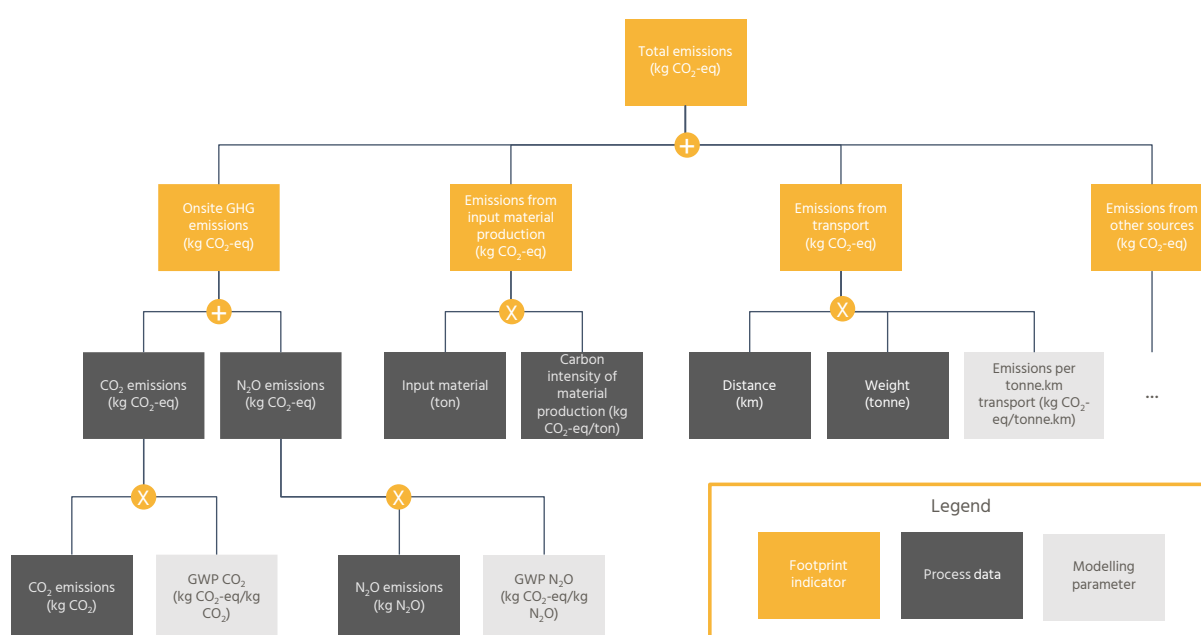 Total emissions
(kg CO₂-eq)
+
Onsite GHG
emissions
(kg CO₂-eq)
Emissions from
input material
production
(kg CO₂-eq)
Emissions from
transport
(kg CO₂-eq)
Emissions from
other sources
(kg CO₂-eq)
+
X
X
CO₂ emissions
(kg CO₂-eq)
N₂O emissions
(kg CO₂-eq)
Input material
(ton)
Carbon
intensity of
material
production (kg
CO₂-eq/ton)
Distance
(km)
Weight
(tonne)
Emissions per
tonne.km
transport (kg CO₂-
eq/tonne.km)
...
X
X
CO₂ emissions
(kg CO₂)
GWP CO₂
(kg CO₂-eq/kg
CO₂)
N₂O emissions
(kg N₂O)
GWP N₂O
(kg CO₂-eq/kg
N₂O)
Legend
Footprint
indicator
Process data
Modelling
parameter